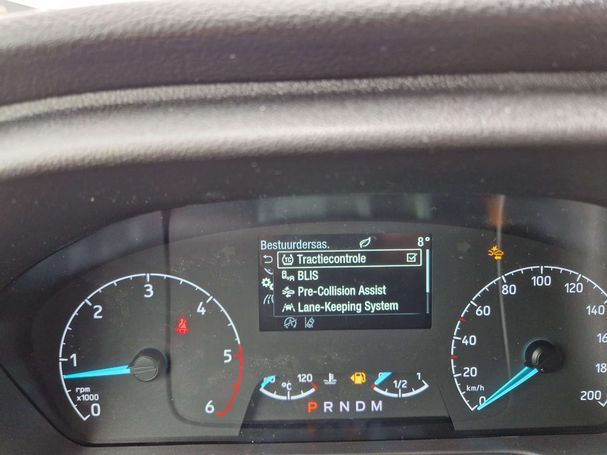 Bestuurdersas. 8°
Tractiecontrole
BLIS
Pre-Collision Assist
Lane-Keeping System
0 1 2 3 4 5 6
rpm
x1000
°C 120
1/2 1
P R N D M
0 20 40 60 80 100 120 140 200
km/h